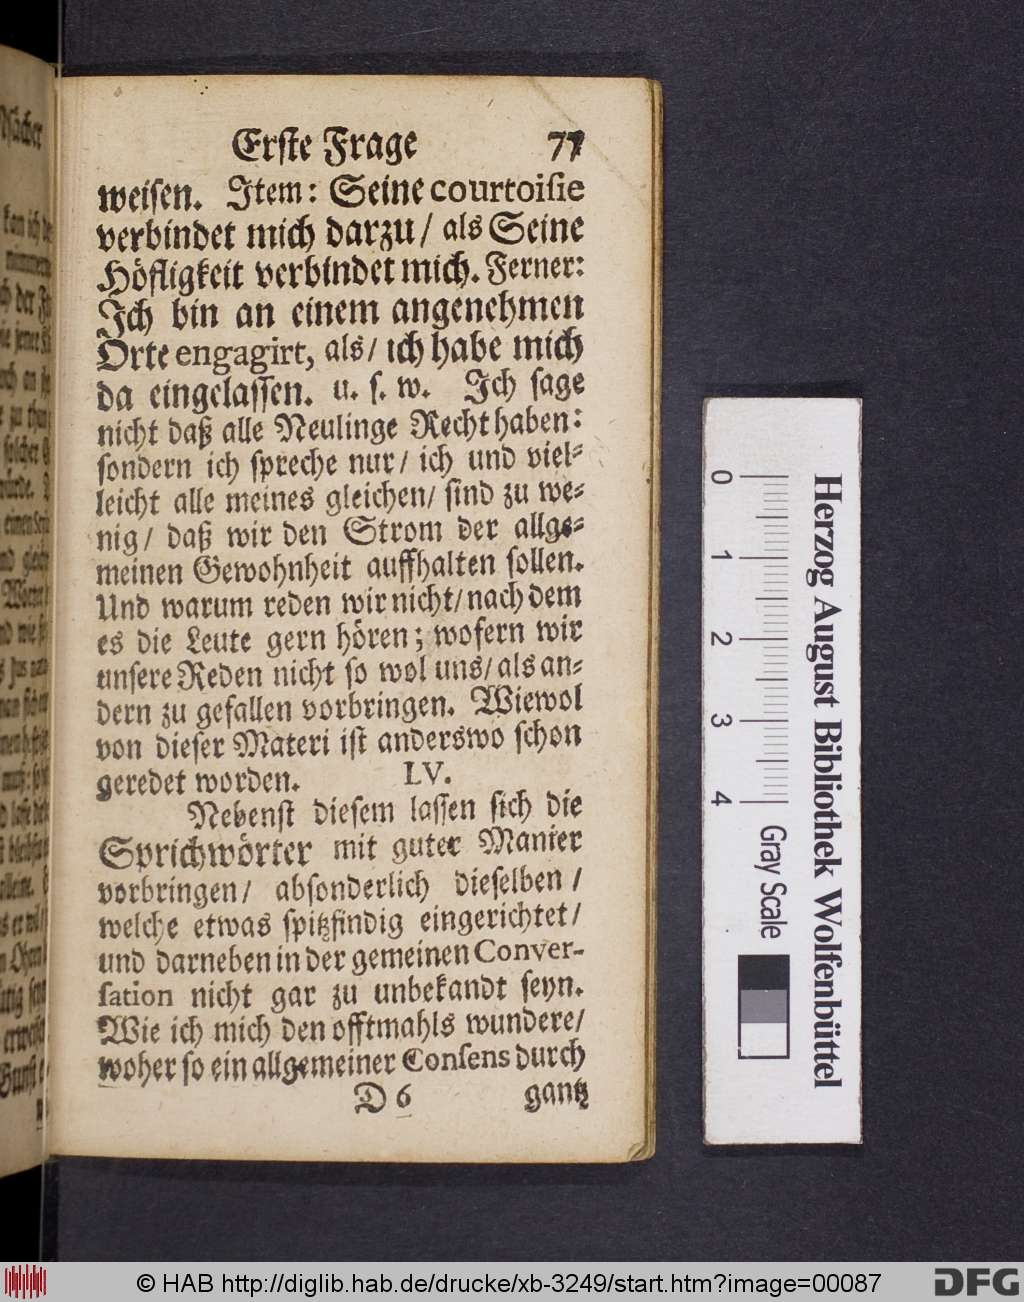 Erste Frage 77
weisen. Item: Seine courtoisie
verbindet mich darzu/ als Seine
Höfligkeit verbindet mich. Ferner:
Ich bin an einem angenehmen
Orte engagirt, als/ ich habe mich
da eingelassen. u. s. w. Ich sage
nicht daß alle Neulinge Recht haben:
sondern ich spreche nur/ ich und viel-
leicht alle meines gleichen/ sind zu we-
nig/ daß wir den Strom der allge-
meinen Gewohnheit auffhalten sollen.
Und warum reden wir nicht/ nach dem
es die Leute gern hören; wofern wir
unsere Reden nicht so wol uns/ als an-
dern zu gefallen vorbringen. Wiewol
von dieser Materi ist anderswo schon
geredet worden. LV.
Nebenst diesem lassen sich die
Sprichwörter mit guter Manier
vorbringen/ absonderlich dieselben/
welche etwas spitzfindig eingerichtet/
und darneben in der gemeinen Conver-
sation nicht gar zu unbekandt seyn.
Wie ich mich den offtmahls wundere/
woher so ein allgemeiner Consens durch
D 6 gantz
Herzog August Bibliothek Wolfenbüttel
0 1 2 3 4 Gray Scale
© HAB http://diglib.hab.de/drucke/xb-3249/start.htm?image=00087
DFG